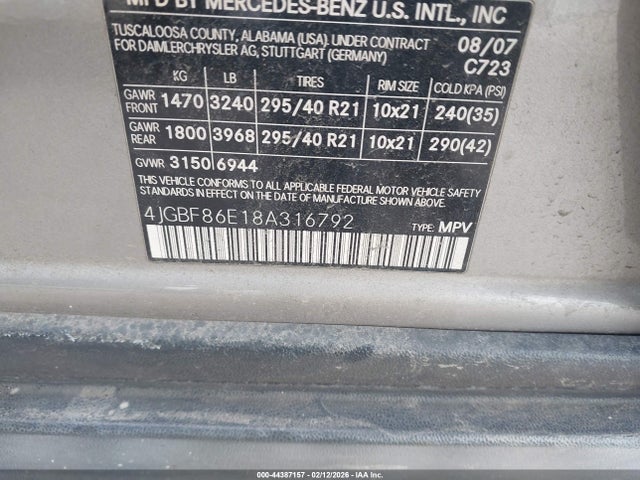 MFD BY MERCEDES-BENZ U.S. INTL., INC
TUSCALOOSA COUNTY, ALABAMA (USA). UNDER CONTRACT 08/07
FOR DAIMLERCHRYSLER AG, STUTTGART (GERMANY) C723
KG LB TIRES RIM SIZE COLD KPA (PSI)
GAWR FRONT 1470 3240 295/40 R21 10x21 240(35)
GAWR REAR 1800 3968 295/40 R21 10x21 290(42)
GVWR 3150 6944
THIS VEHICLE CONFORMS TO ALL APPLICABLE FEDERAL MOTOR VEHICLE SAFETY
STANDARDS IN EFFECT ON THE DATE OF MANUFACTURE SHOWN ABOVE.
4JGBF86E18A316792 TYPE: MPV
000-44387157 - 02/12/2026 - IAA Inc.